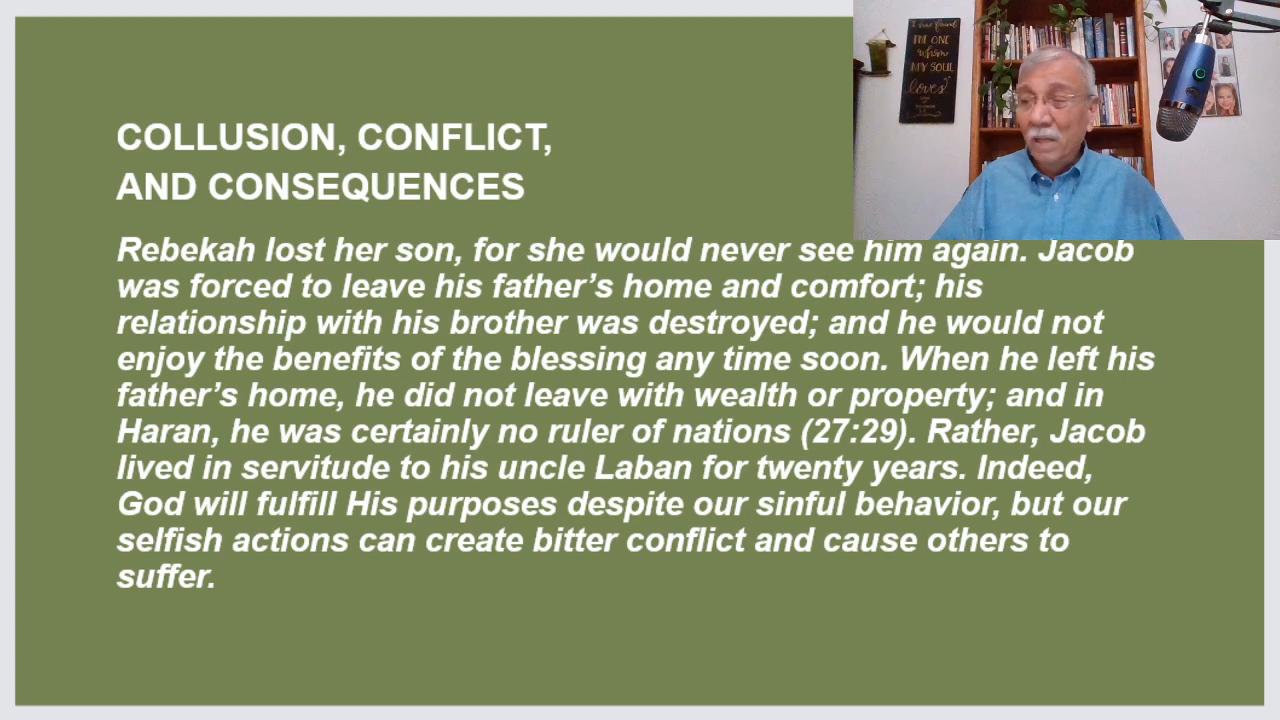 COLLUSION, CONFLICT,
AND CONSEQUENCES
Rebekah lost her son, for she would never see him again. Jacob
was forced to leave his father’s home and comfort; his
relationship with his brother was destroyed; and he would not
enjoy the benefits of the blessing any time soon. When he left his
father’s home, he did not leave with wealth or property; and in
Haran, he was certainly no ruler of nations (27:29). Rather, Jacob
lived in servitude to his uncle Laban for twenty years. Indeed,
God will fulfill His purposes despite our sinful behavior, but our
selfish actions can create bitter conflict and cause others to
suffer.
I'M ONE
whom
MY SOUL
loves